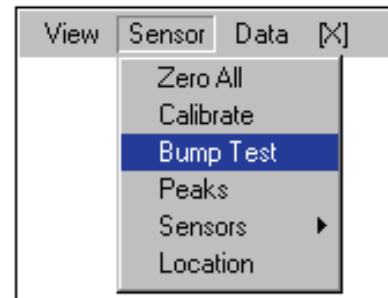 View Sensor Data [X]
Zero All
Calibrate
Bump Test
Peaks
Sensors
Location